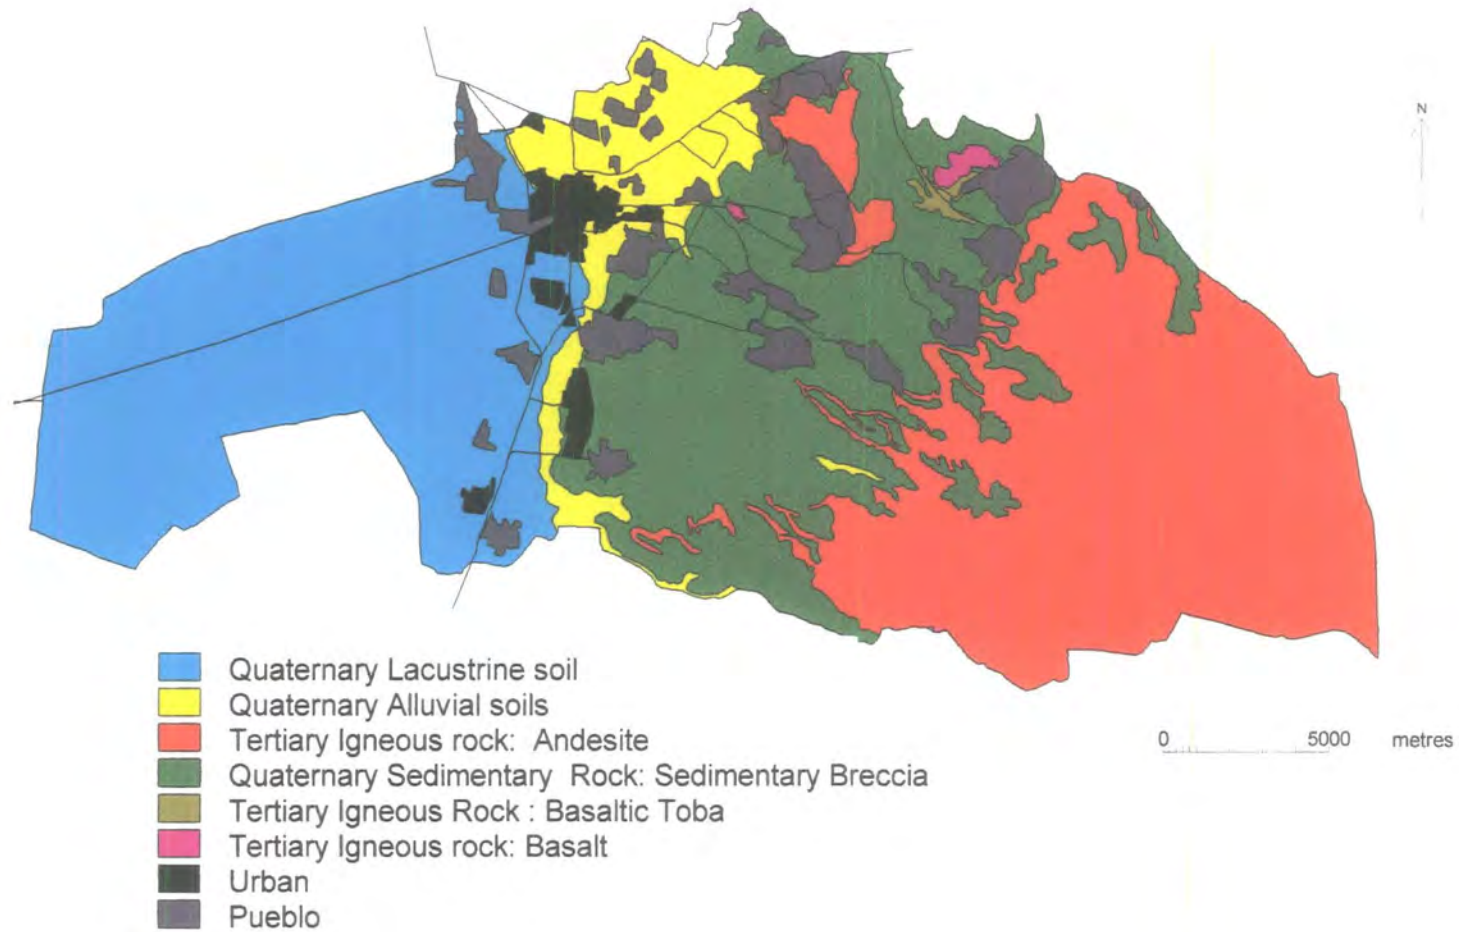 N
0 5000 metres
Quaternary Lacustrine soil
Quaternary Alluvial soils
Tertiary Igneous rock: Andesite
Quaternary Sedimentary Rock: Sedimentary Breccia
Tertiary Igneous Rock : Basaltic Toba
Tertiary Igneous rock: Basalt
Urban
Pueblo